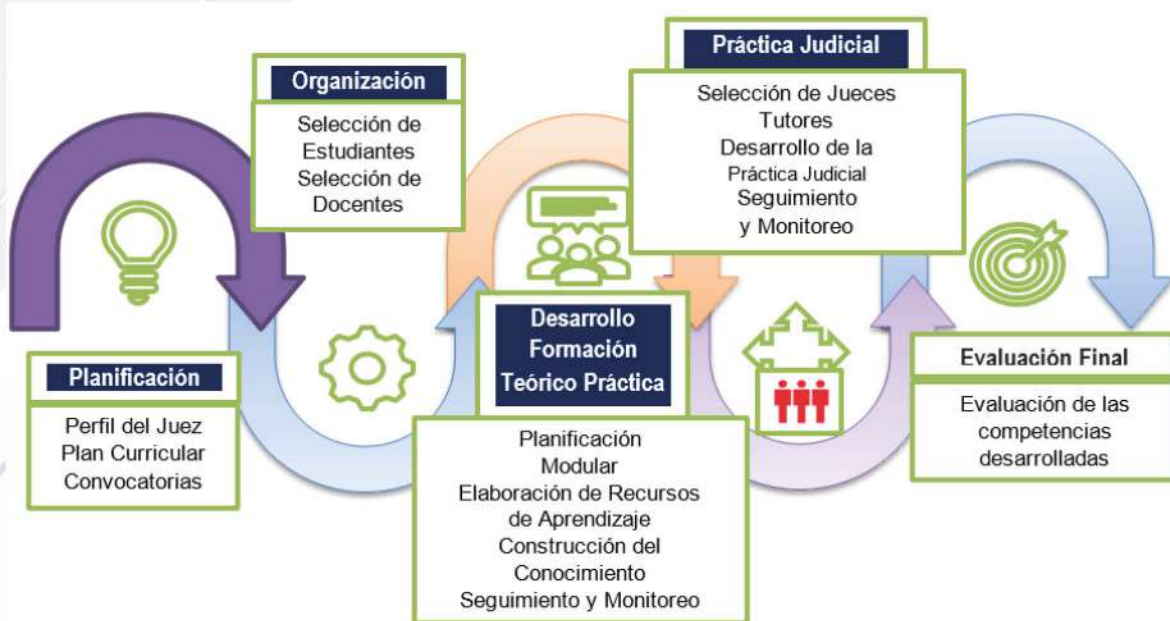 Planificación
Perfil del Juez
Plan Curricular
Convocatorias
Organización
Selección de
Estudiantes
Selección de
Docentes
Desarrollo
Formación
Teórico Práctica
Planificación
Modular
Elaboración de Recursos
de Aprendizaje
Construcción del
Conocimiento
Seguimiento y Monitoreo
Práctica Judicial
Selección de Jueces
Tutores
Desarrollo de la
Práctica Judicial
Seguimiento
y Monitoreo
Evaluación Final
Evaluación de las
competencias
desarrolladas